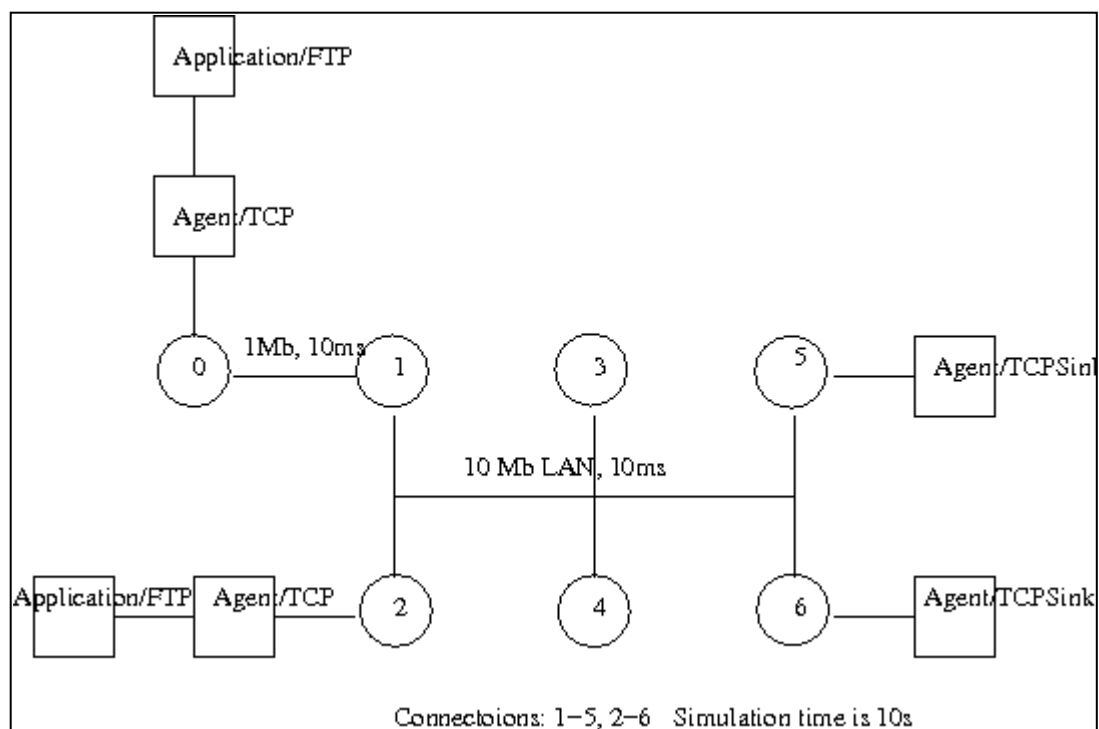 Application/FTP
Agent/TCP
1Mb, 10ms
0
1
3
5
Agent/TCPSink
10 Mb LAN, 10ms
Application/FTP
Agent/TCP
2
4
6
Agent/TCPSink
Connectoions: 1-5, 2-6 Simulation time is 10s